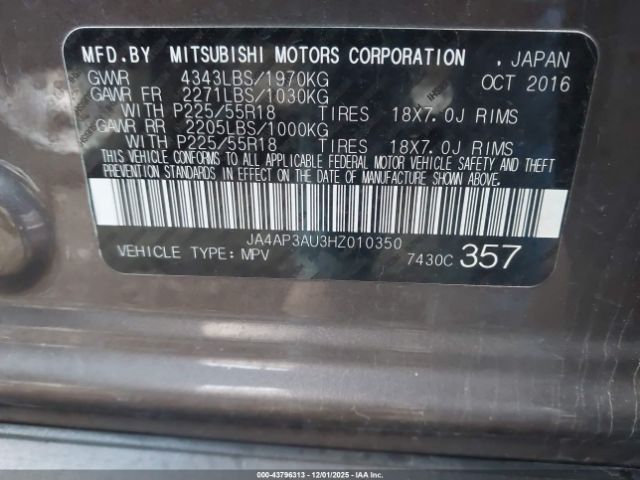 MFD.BY MITSUBISHI MOTORS CORPORATION . JAPAN
GVWR 4343LBS/1970KG OCT 2016
GAWR FR 2271LBS/1030KG
WITH P225/55R18 TIRES 18X7.0J RIMS
GAWR RR 2205LBS/1000KG
WITH P225/55R18 TIRES 18X7.0J RIMS
THIS VEHICLE CONFORMS TO ALL APPLICABLE FEDERAL MOTOR VEHICLE SAFETY AND THEFT
PREVENTION STANDARDS IN EFFECT ON THE DATE OF MANUFACTURE SHOWN ABOVE.
JA4AP3AU3HZ010350
VEHICLE TYPE: MPV 7430C 357
000-43796313 - 12/01/2025 - IAAI.COM